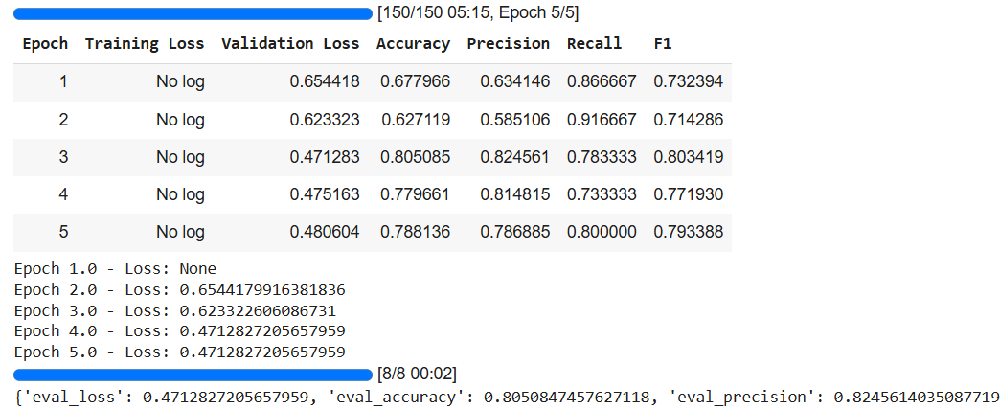 [150/150 05:15, Epoch 5/5]
Epoch Training Loss Validation Loss Accuracy Precision Recall F1
1 No log 0.654418 0.677966 0.634146 0.866667 0.732394
2 No log 0.623323 0.627119 0.585106 0.916667 0.714286
3 No log 0.471283 0.805085 0.824561 0.783333 0.803419
4 No log 0.475163 0.779661 0.814815 0.733333 0.771930
5 No log 0.480604 0.788136 0.786885 0.800000 0.793388
Epoch 1.0 - Loss: None
Epoch 2.0 - Loss: 0.6544179916381836
Epoch 3.0 - Loss: 0.623322606086731
Epoch 4.0 - Loss: 0.4712827205657959
Epoch 5.0 - Loss: 0.4712827205657959
[8/8 00:02]
{'eval_loss': 0.4712827205657959, 'eval_accuracy': 0.8050847457627118, 'eval_precision': 0.8245614035087719